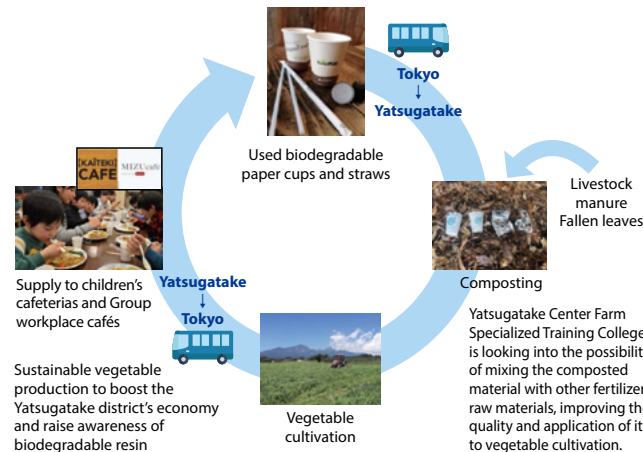 Tokyo
Yatsugatake
Used biodegradable
paper cups and straws
Livestock
manure
Fallen leaves
Composting
Yatsugatake Center Farm
Specialized Training College
is looking into the possibilit
of mixing the composted
material with other fertilizer
raw materials, improving the
quality and application of it
to vegetable cultivation.
Vegetable
cultivation
Yatsugatake
Tokyo
[KAITEKI]
CAFE
MIZU café
Supply to children's
cafeterias and Group
workplace cafés
Sustainable vegetable
production to boost the
Yatsugatake district's economy
and raise awareness of
biodegradable resin